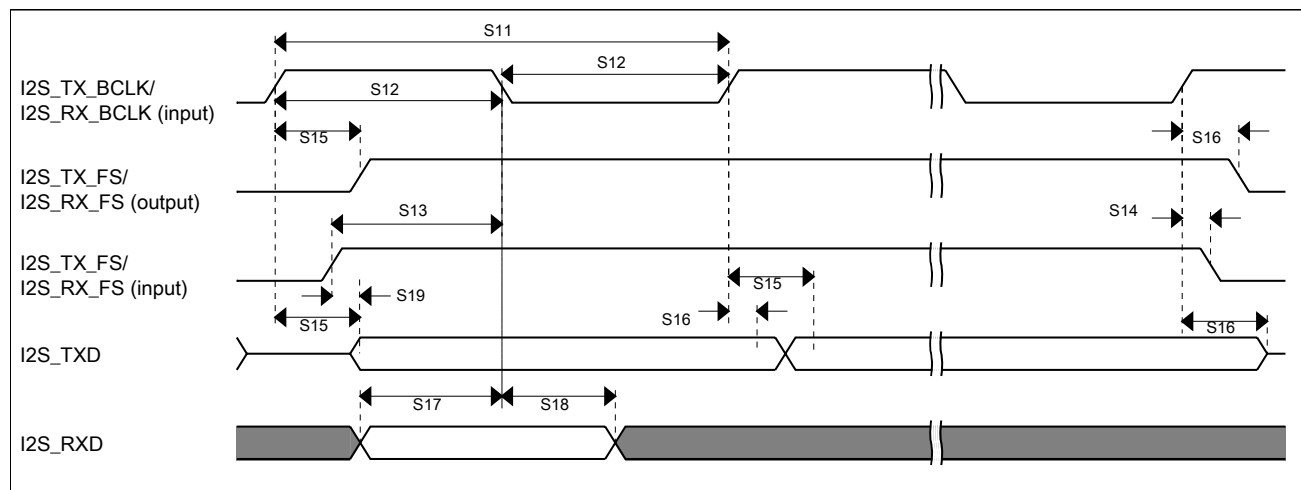 S11
S12
I2S_TX_BCLK/
I2S_RX_BCLK (input)
S12
S15
S16
I2S_TX_FS/
I2S_RX_FS (output)
S13
S14
I2S_TX_FS/
I2S_RX_FS (input)
S15
S19
S16
S15
S16
I2S_TXD
S17
S18
I2S_RXD